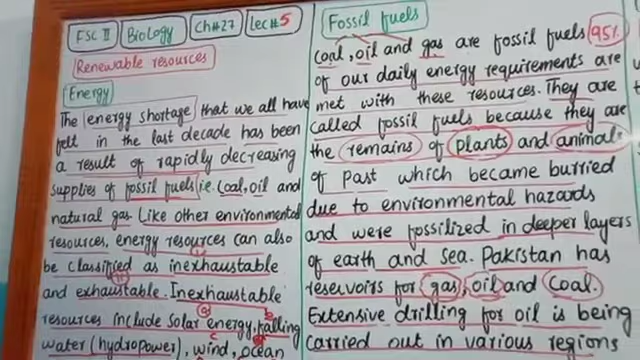 FSC II Biology Ch#27 Lec#5
Renewable resources
Energy
The energy shortage that we all have
felt in the last decade has been
a result of rapidly decreasing
supplies of fossil fuels i.e. Coal, oil and
natural gas. Like other environmental
resources, energy resources can also
be classified as inexhaustable
and exhaustable. Inexhaustable
resources include Solar energy, falling
water (hydropower), wind, ocean
Fossil fuels
Coal, oil and gas are fossil fuels 95%
of our daily energy requirements are
met with these resources. They are
called fossil fuels because they are
the remains of plants and animals
of past which became burried
due to environmental hazards
and were fossilized in deeper layers
of earth and sea. Pakistan has
reservoirs for gas, oil and Coal.
Extensive drilling for oil is being
carried out in various regions